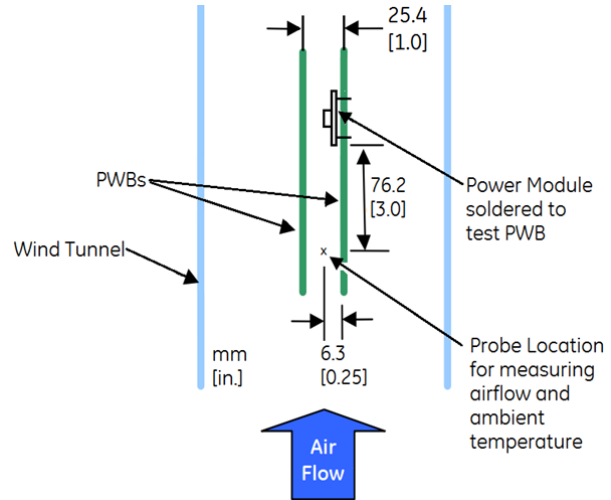 25.4
[1.0]
PWBs
76.2
[3.0]
Power Module
soldered to
test PWB
Wind Tunnel
x
mm
[in.]
6.3
[0.25]
Probe Location
for measuring
airflow and
ambient
temperature
Air
Flow